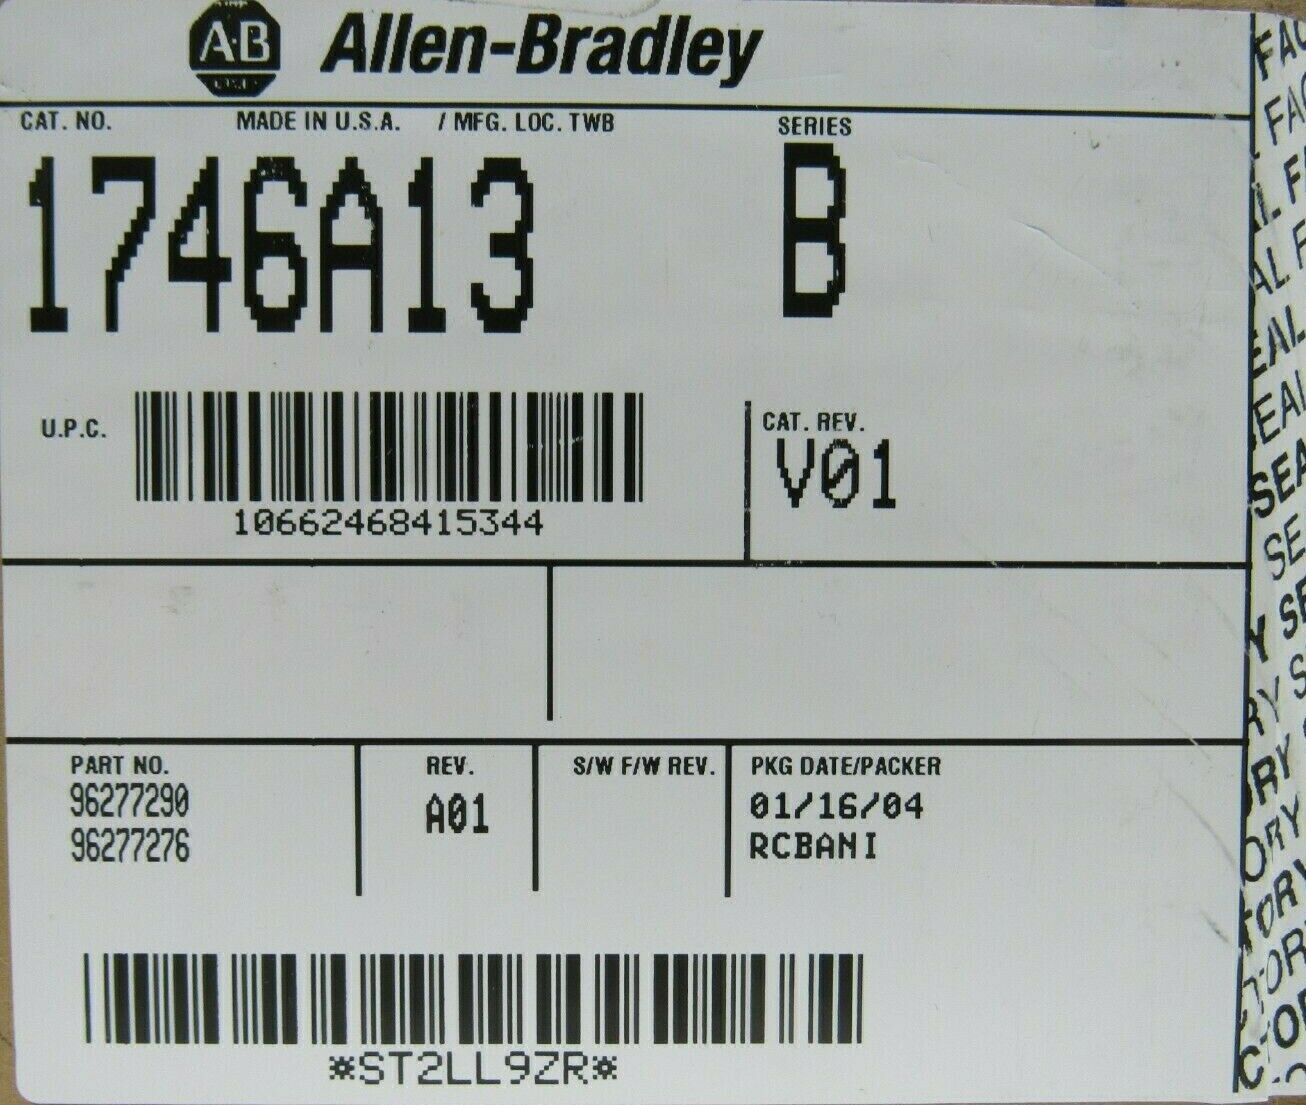 A·B
Allen-Bradley
CAT. NO. MADE IN U.S.A. / MFG. LOC. TWB SERIES
1746A13 B
U.P.C.
10662468415344
CAT. REV.
V01
PART NO. REV. S/W F/W REV. PKG DATE/PACKER
96277290 A01 01/16/04
96277276 RCBANI
*ST2LL9ZR*